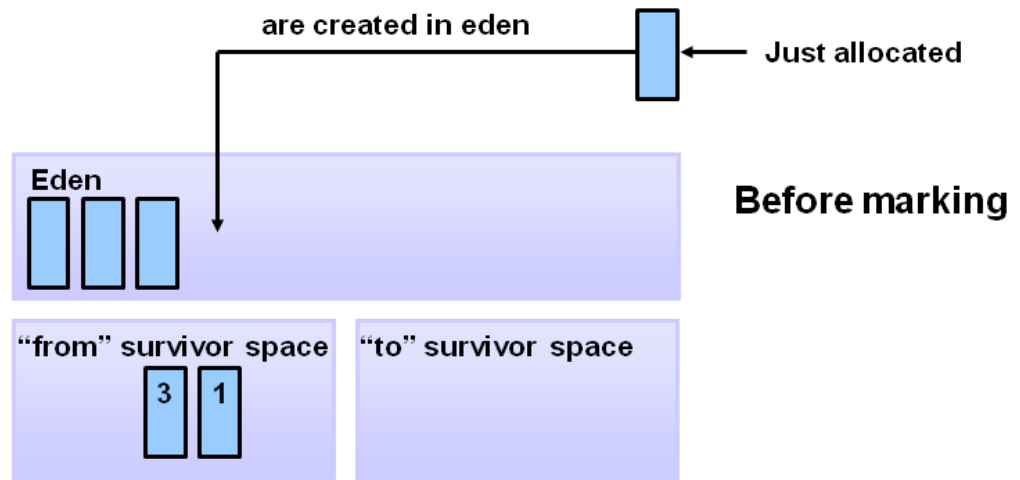 are created in eden
Just allocated
Eden
Before marking
“from” survivor space
“to” survivor space
3 1